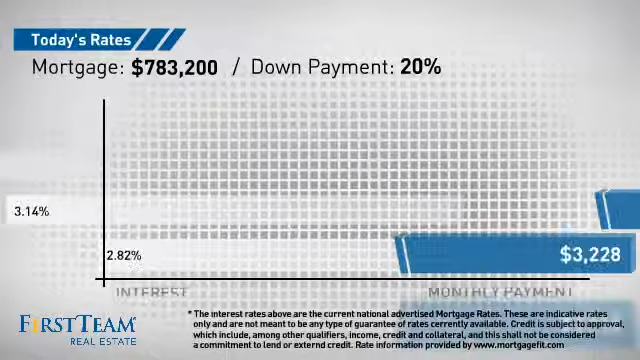 Today's Rates
Mortgage: $783,200 / Down Payment: 20%
3.14%
2.82%
$3,228
INTEREST
MONTHLY PAYMENT
FIRSTTEAM®
REAL ESTATE
* The interest rates above are the current national advertised Mortgage Rates. These are indicative rates
only and are not meant to be any type of guarantee of rates cerrently available. Credit is subject to approval,
which include, among other qualifiers, income, credit and collateral, and this shall not be considered
a commitment to lend or externd credit. Rate information provided by www.mortgagefit.com